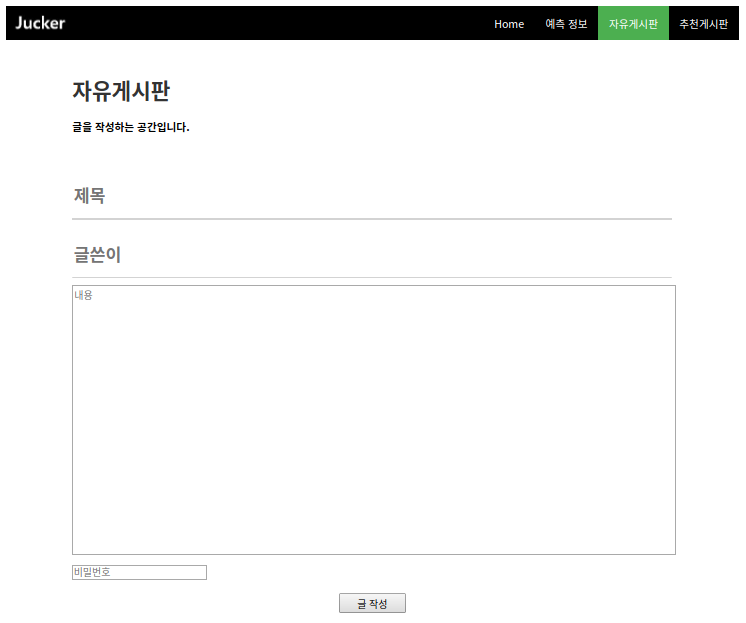 Jucker Home 예측 정보 자유게시판 추천게시판
자유게시판
글을 작성하는 공간입니다.
제목
글쓴이
내용
비밀번호
글 작성